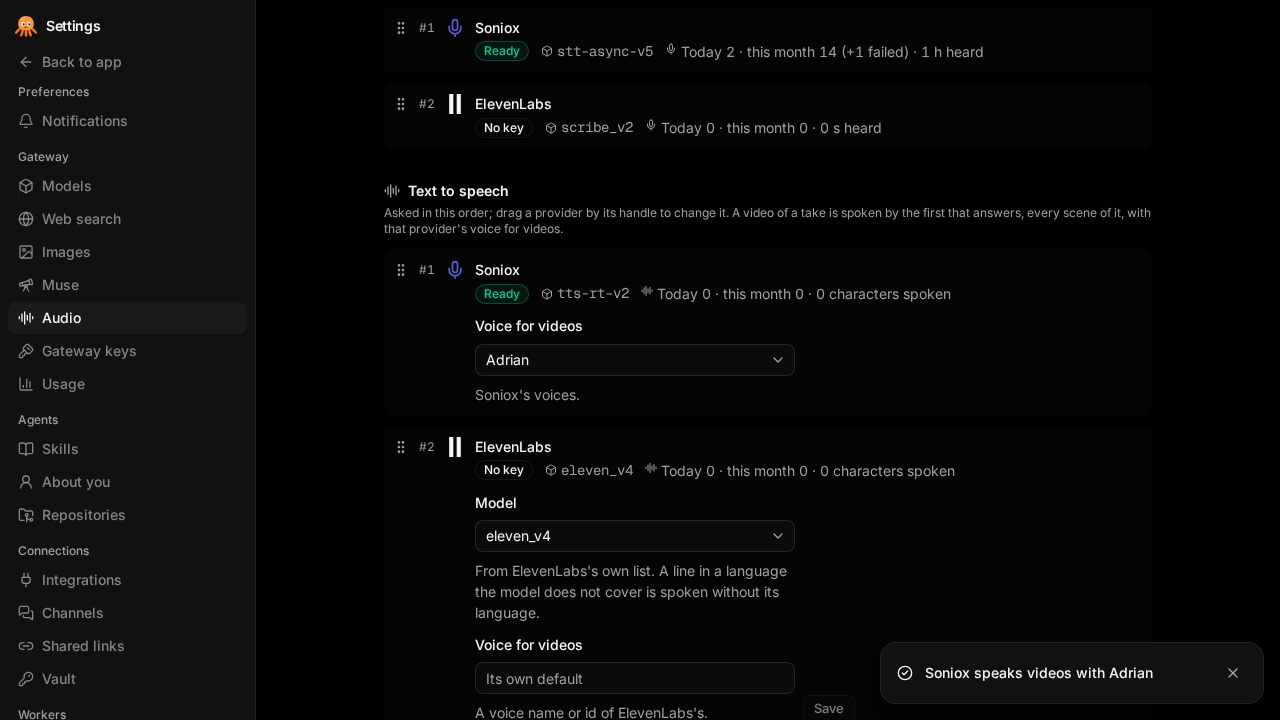 Settings
Back to app
Preferences
Notifications
Gateway
Models
Web search
Images
Muse
Audio
Gateway keys
Usage
Agents
Skills
About you
Repositories
Connections
Integrations
Channels
Shared links
Vault
Workers
#1
Soniox
Ready
stt-async-v5
Today 2 · this month 14 (+1 failed) · 1 h heard
#2
ElevenLabs
No key
scribe_v2
Today 0 · this month 0 · 0 s heard
Text to speech
Asked in this order; drag a provider by its handle to change it. A video of a take is spoken by the first that answers, every scene of it, with
that provider's voice for videos.
#1
Soniox
Ready
tts-rt-v2
Today 0 · this month 0 · 0 characters spoken
Voice for videos
Adrian
Soniox's voices.
#2
ElevenLabs
No key
eleven_v4
Today 0 · this month 0 · 0 characters spoken
Model
eleven_v4
From ElevenLabs's own list. A line in a language
the model does not cover is spoken without its
language.
Voice for videos
Its own default
Save
A voice name or id of ElevenLabs's.
Soniox speaks videos with Adrian